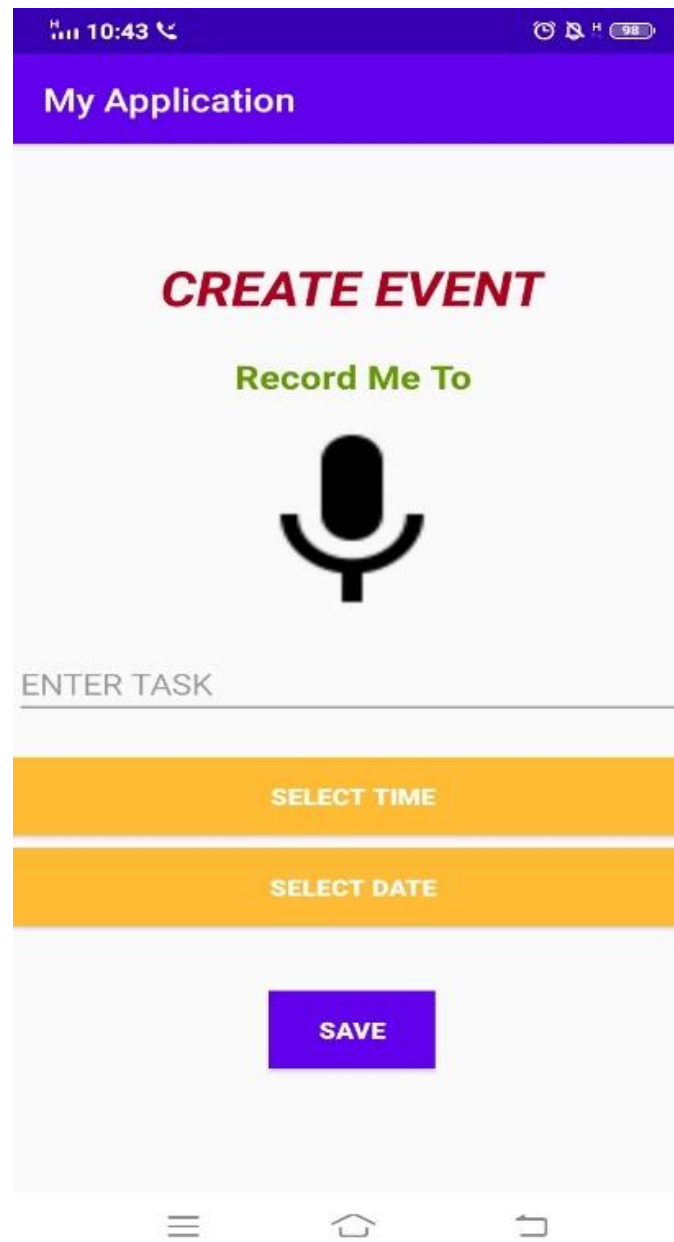 H 10:43 H 98
My Application
CREATE EVENT
Record Me To
ENTER TASK
SELECT TIME
SELECT DATE
SAVE